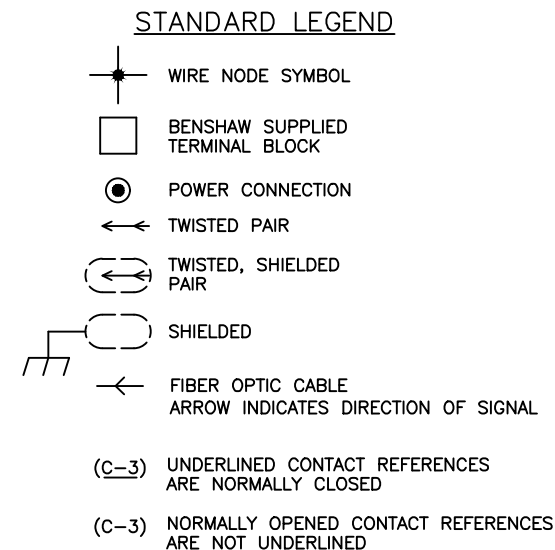 STANDARD LEGEND
WIRE NODE SYMBOL
BENSHAW SUPPLIED
TERMINAL BLOCK
POWER CONNECTION
TWISTED PAIR
TWISTED, SHIELDED
PAIR
SHIELDED
FIBER OPTIC CABLE
ARROW INDICATES DIRECTION OF SIGNAL
(C-3) UNDERLINED CONTACT REFERENCES
ARE NORMALLY CLOSED
(C-3) NORMALLY OPENED CONTACT REFERENCES
ARE NOT UNDERLINED